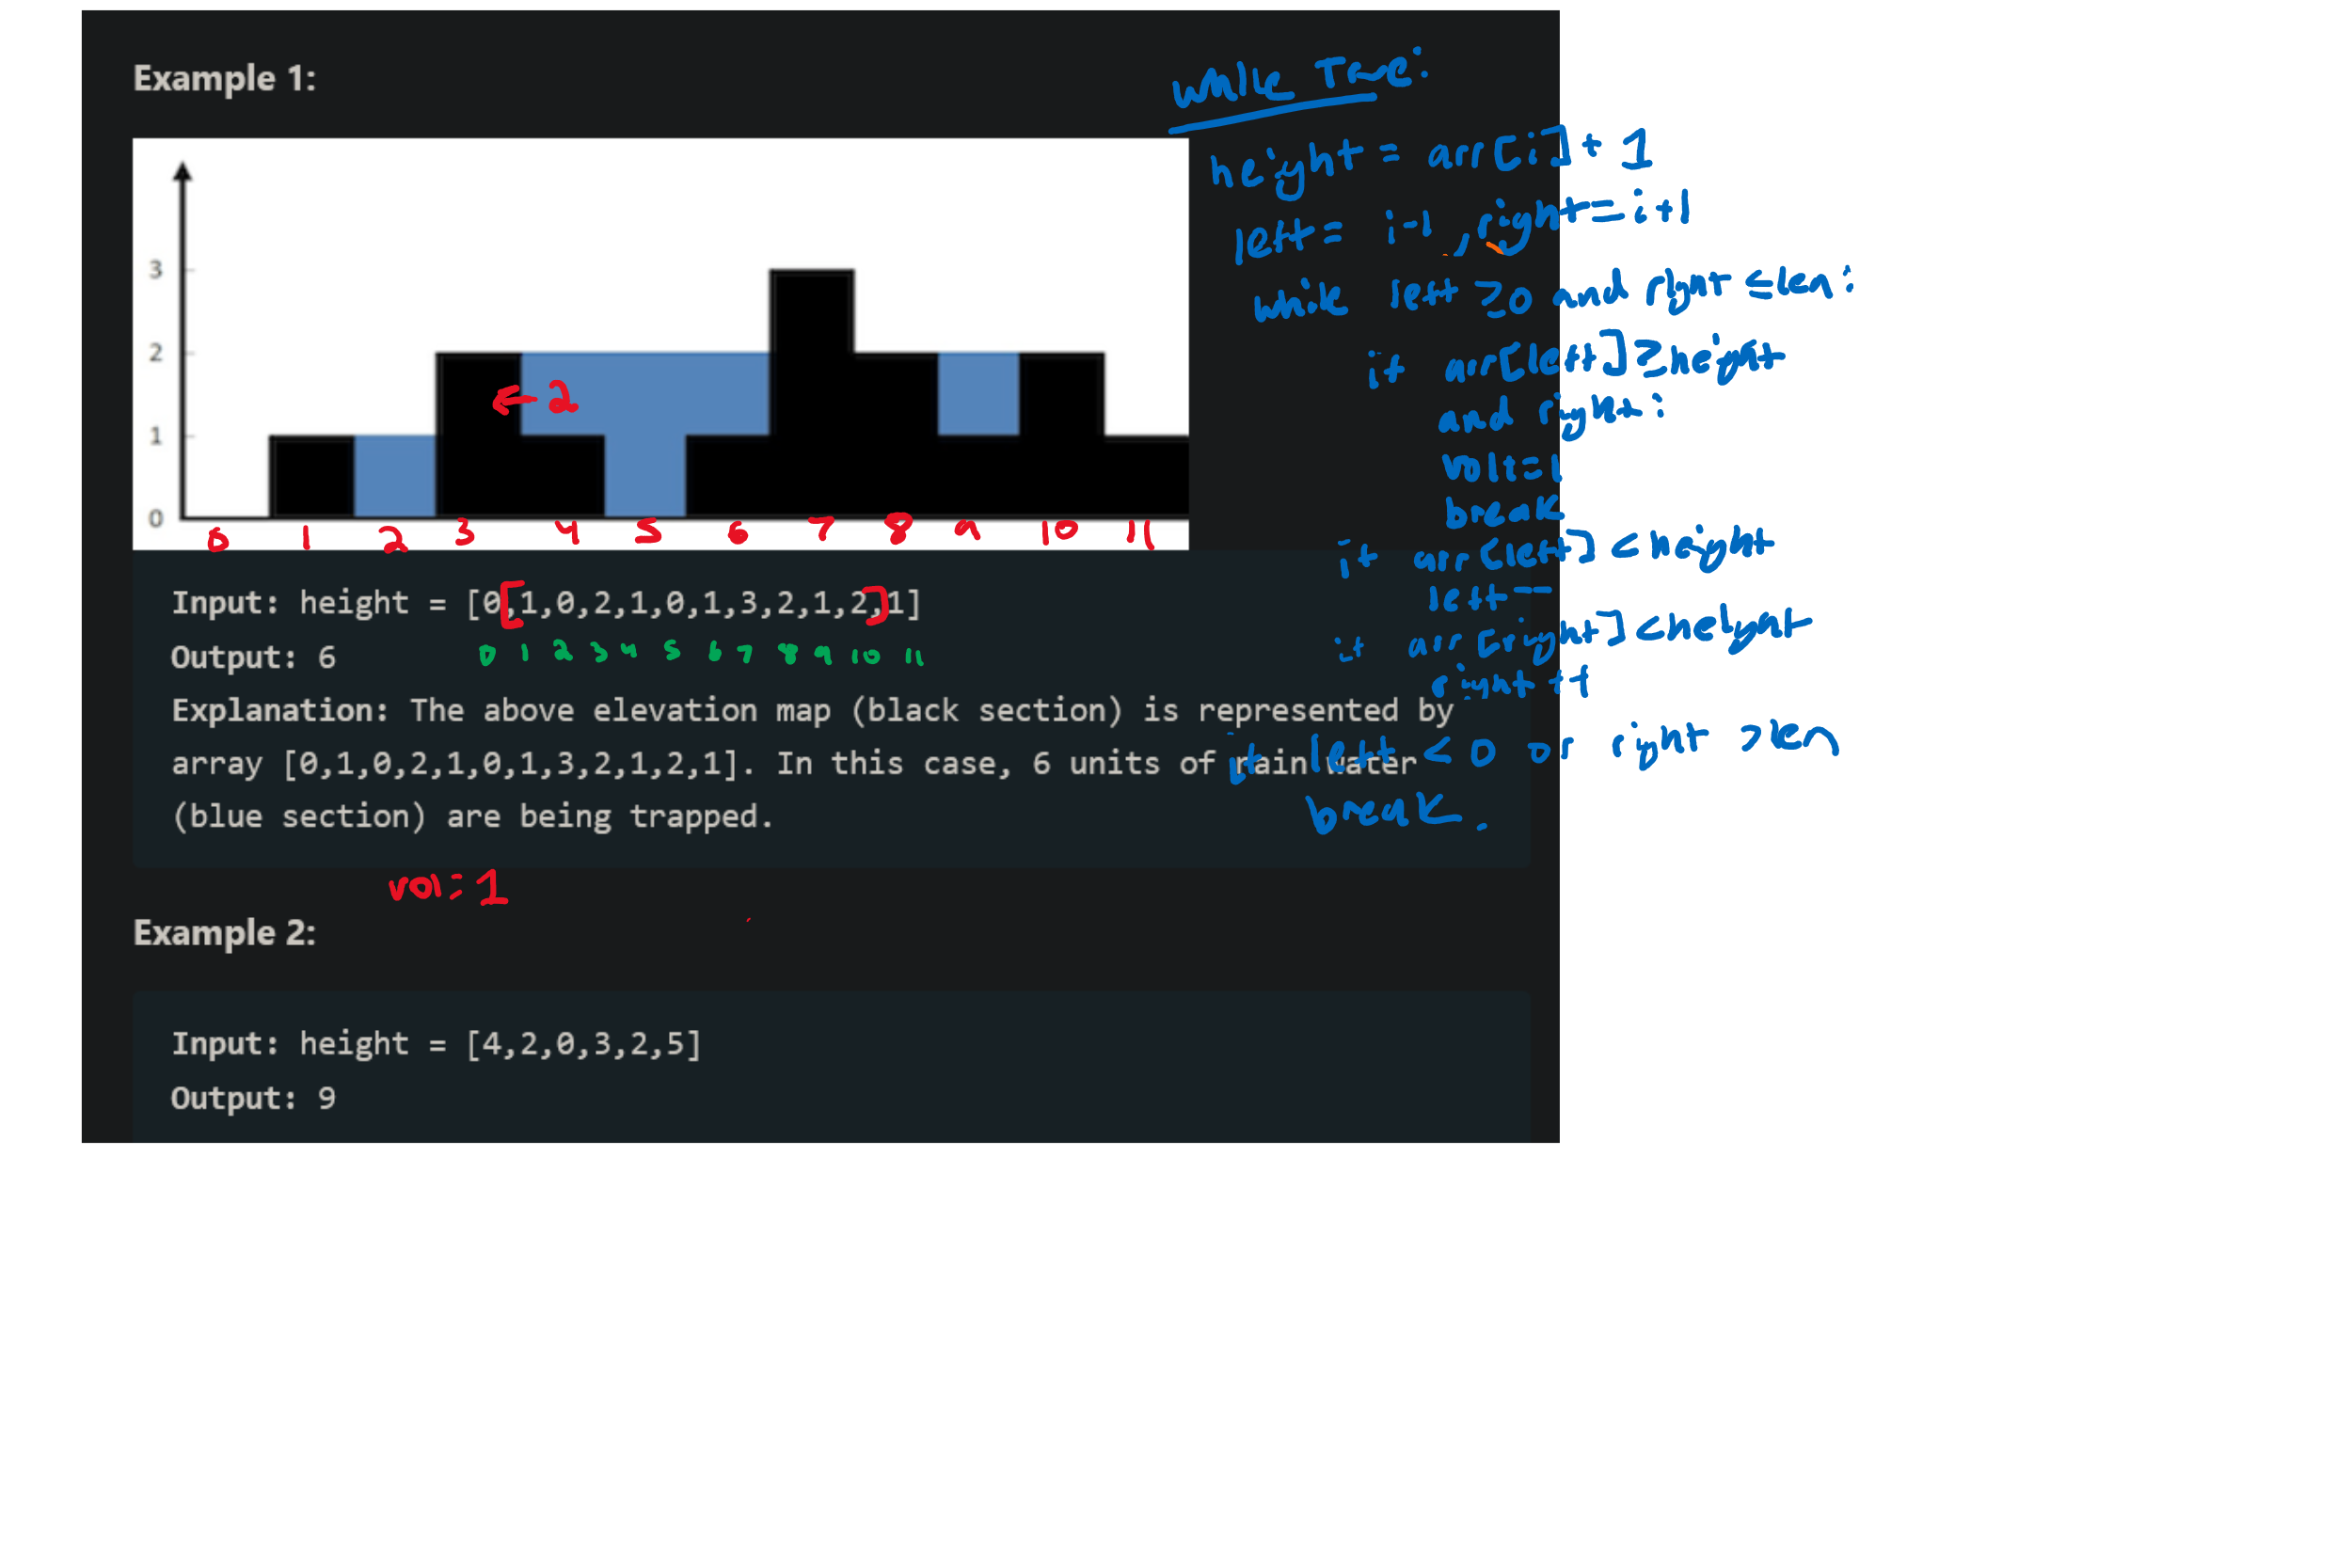 Example 1:
while True:
height = arr[i] + 1
left = i-1, right = i+1
while left ≥0 and right ≤len:
if arr[left] ≥height
and right:
vol+=1
break
if arr[left] < height
left--
if arr[right] < height
right++
if left < 0 or right >len
break.
3
2
1
0
← 2
0 1 2 3 4 5 6 7 8 9 10 11
Input: height = [0,[1,0,2,1,0,1,3,2,1,2,]1]
Output: 6
0 1 2 3 4 5 6 7 8 9 10 11
Explanation: The above elevation map (black section) is represented by
array [0,1,0,2,1,0,1,3,2,1,2,1]. In this case, 6 units of rain water
(blue section) are being trapped.
vol: 1
Example 2:
Input: height = [4,2,0,3,2,5]
Output: 9